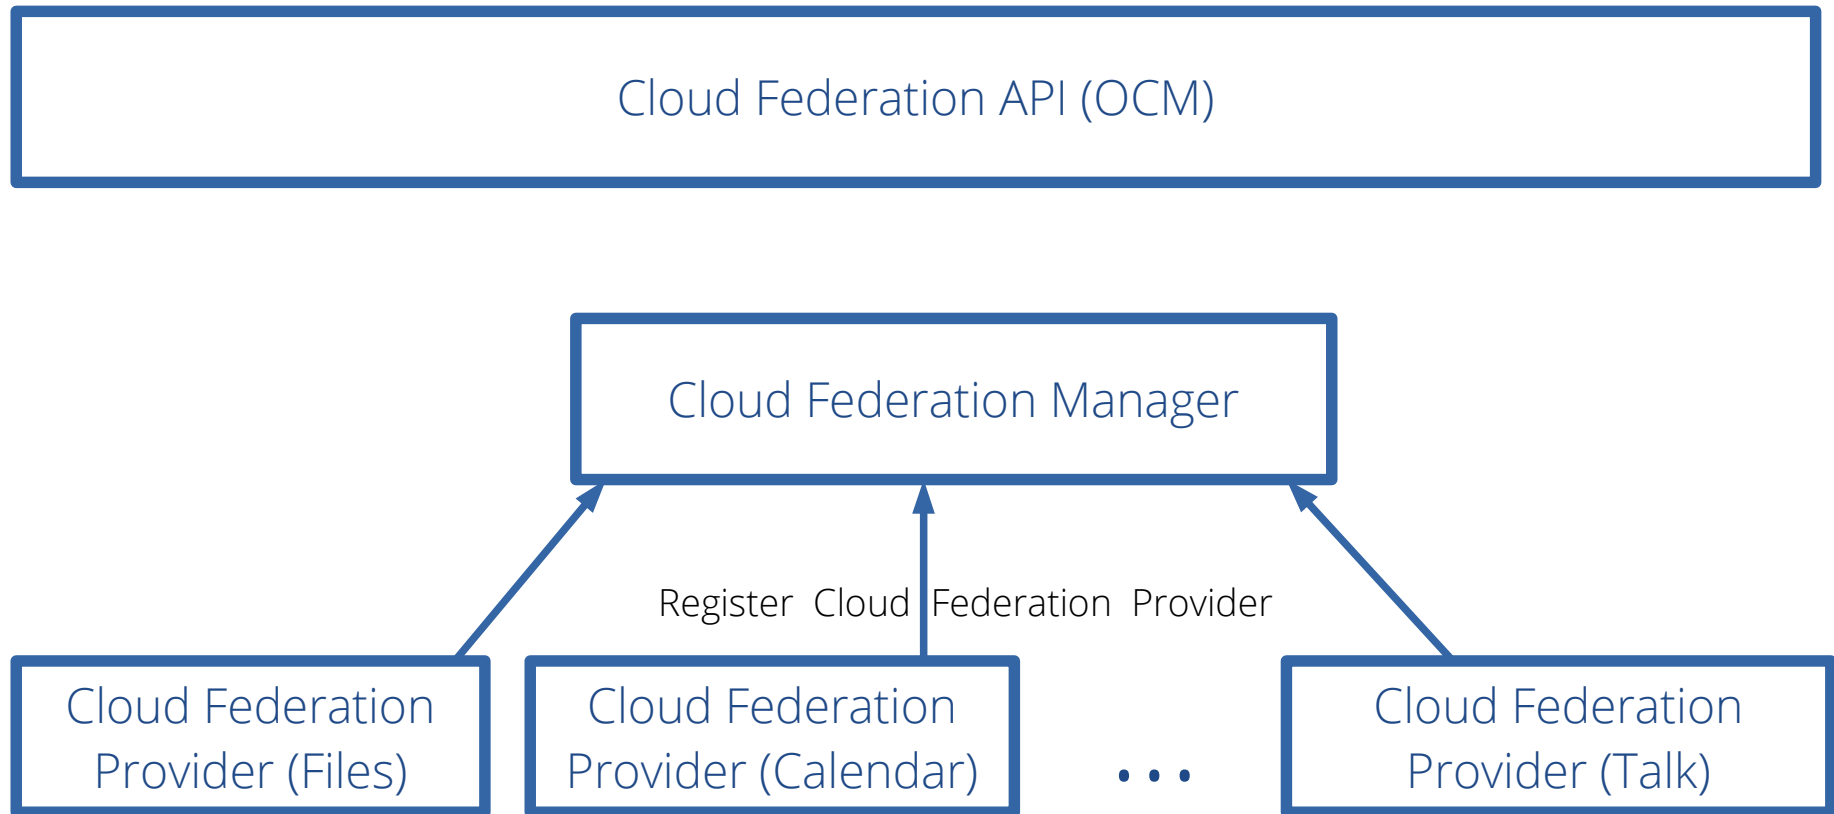 Cloud Federation API (OCM)
Cloud Federation Manager
Register Cloud Federation Provider
Cloud Federation
Provider (Files)
Cloud Federation
Provider (Calendar)
...
Cloud Federation
Provider (Talk)